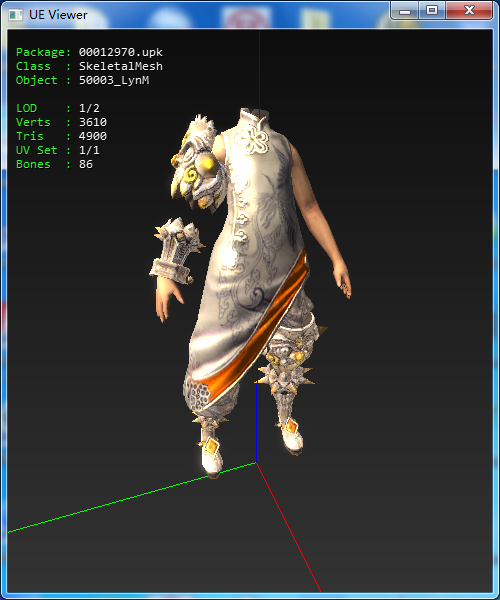 UE Viewer
Package: 00012970.upk
Class : SkeletalMesh
Object : 50003_LynM
LOD : 1/2
Verts : 3610
Tris : 4900
UV Set : 1/1
Bones : 86